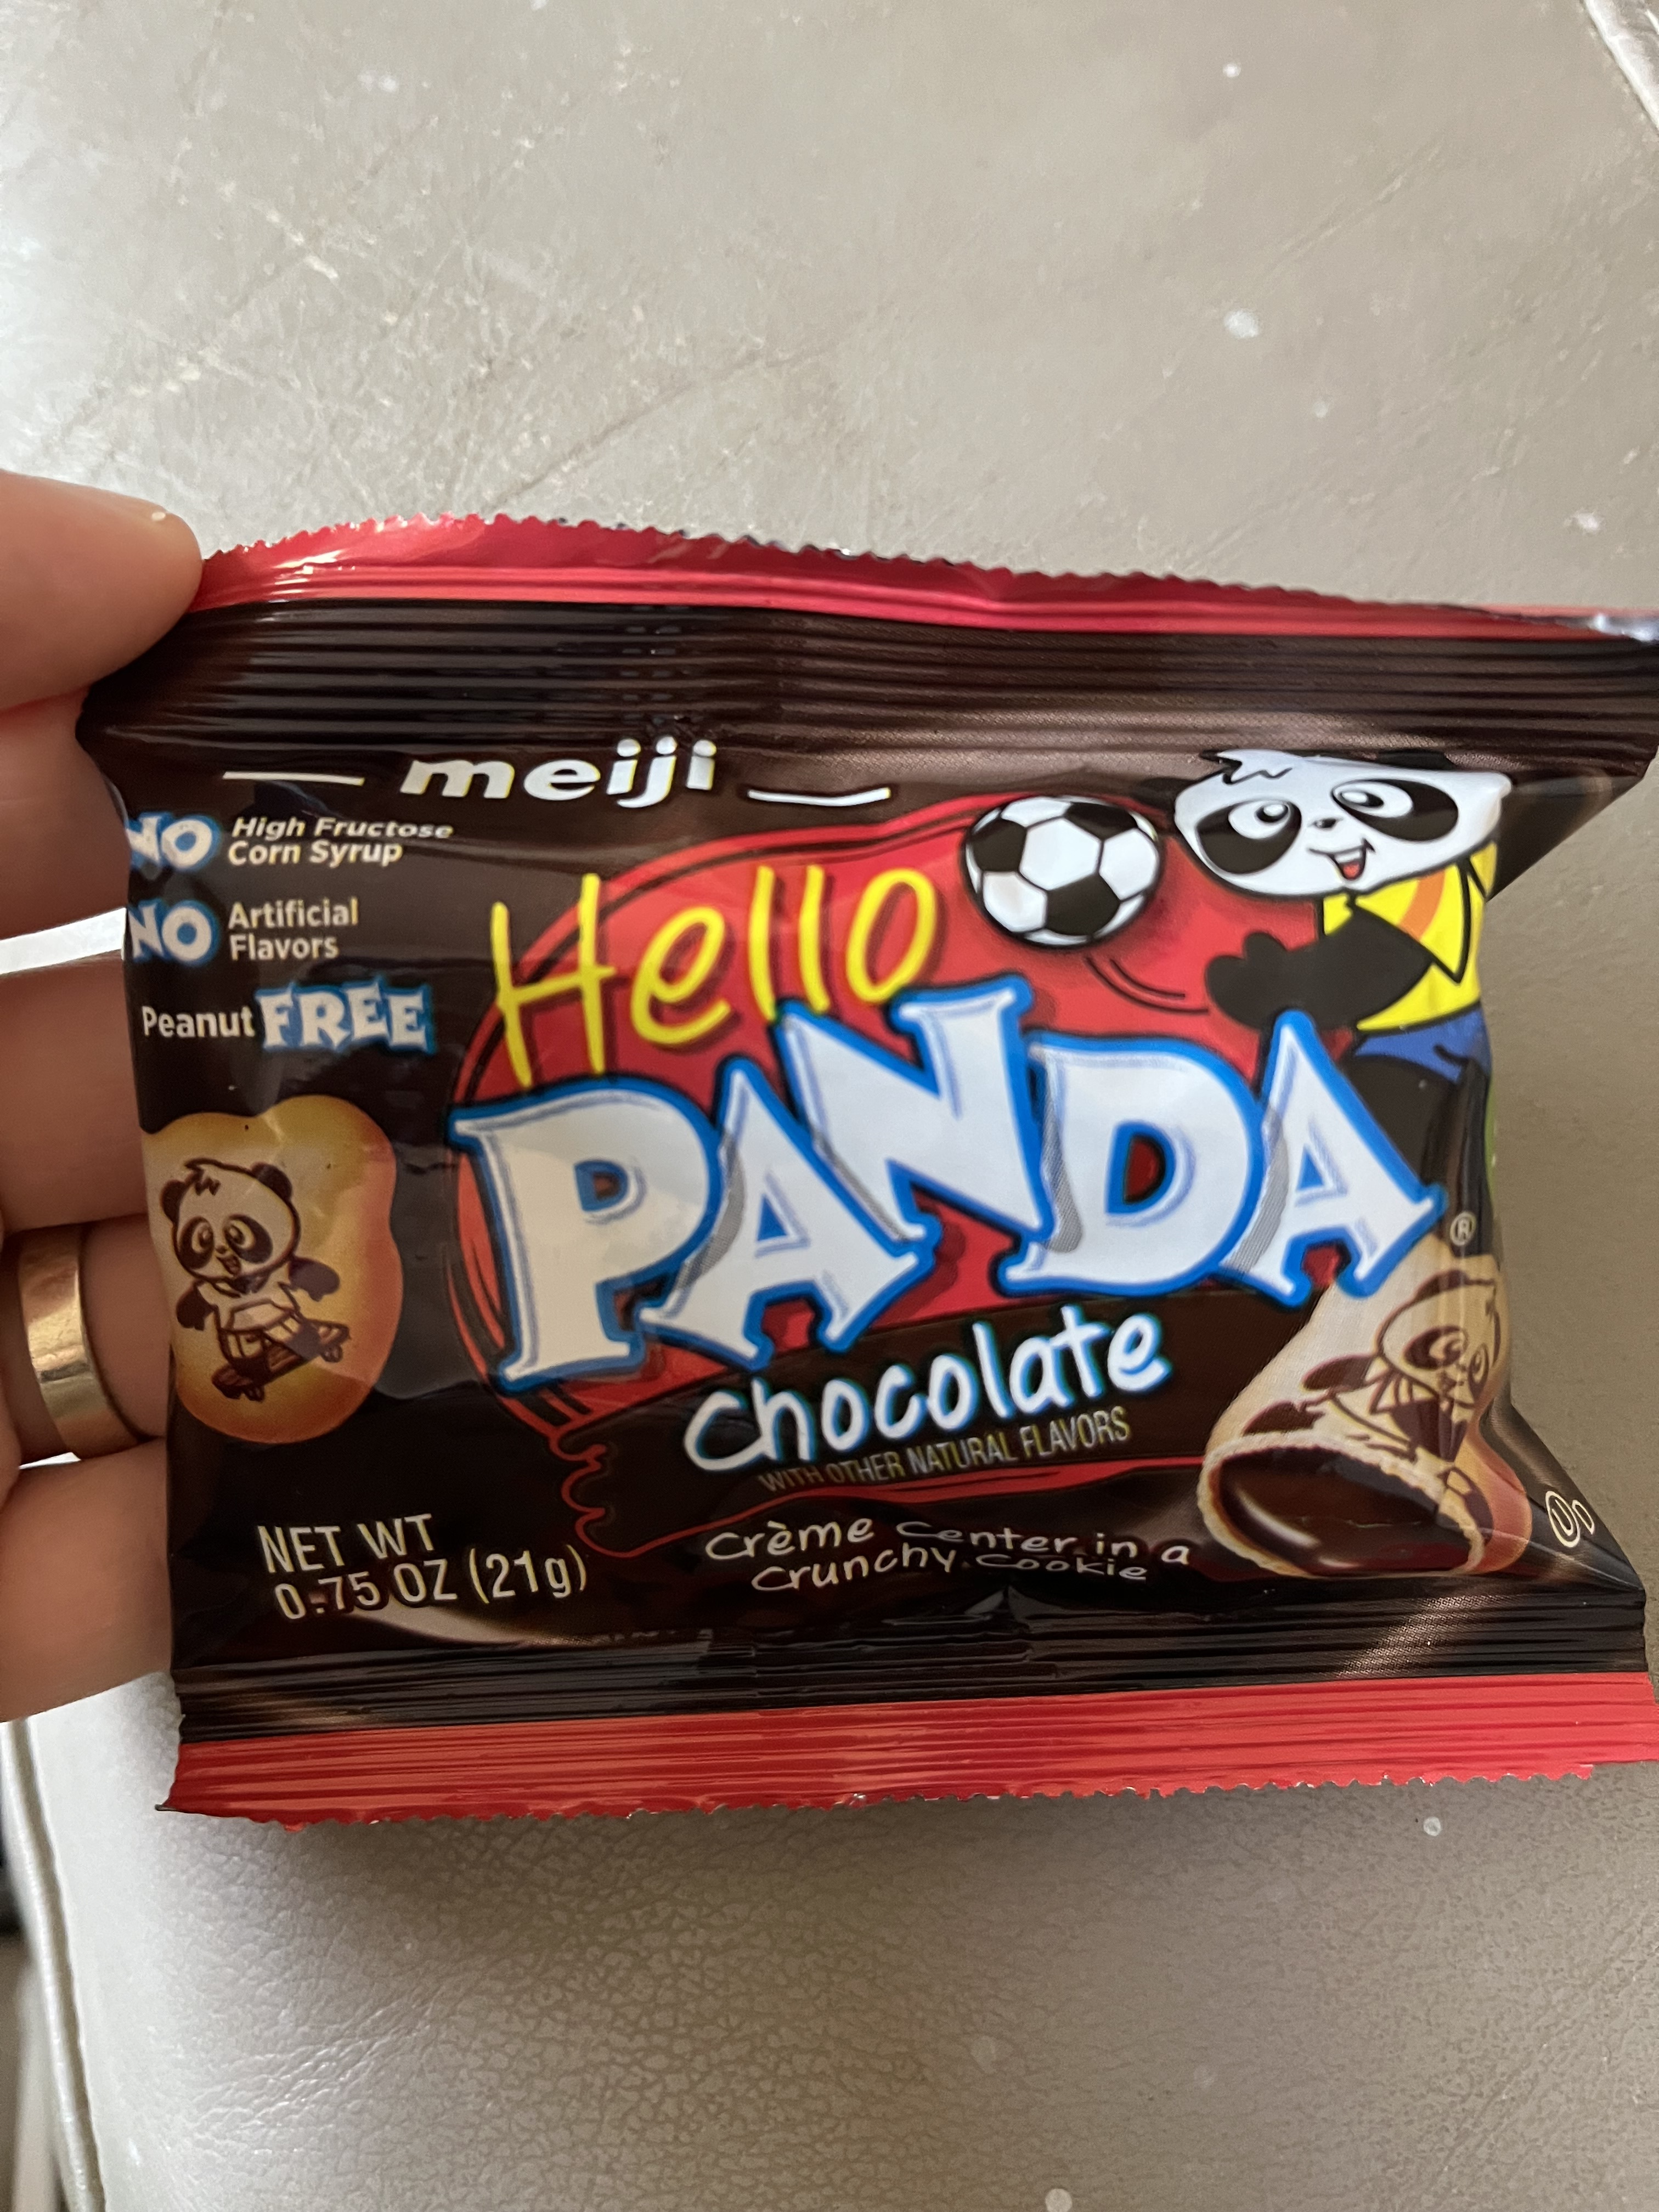 meiji
NO High Fructose
Corn Syrup
NO Artificial
Flavors
Peanut FREE
Hello
PANDA®
chocolate
WITH OTHER NATURAL FLAVORS
Crème Center in a
Crunchy Cookie
NET WT
0.75 OZ (21g)
U